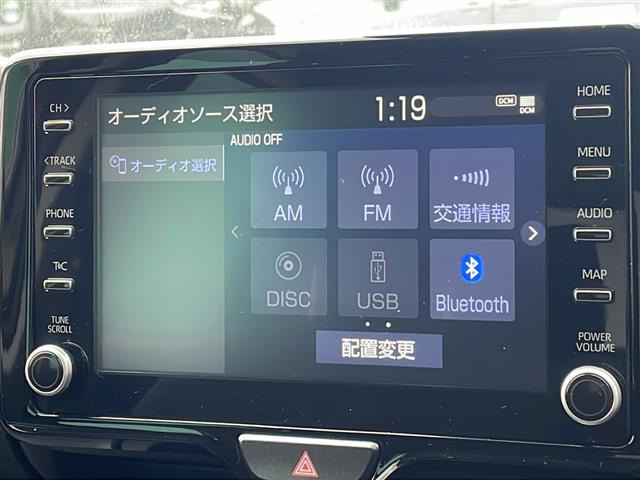 CH >
< TRACK
PHONE
T&C
TUNE
SCROLL
オーディオソース選択
1:19
DCM
DCM
AUDIO OFF
オーディオ選択
AM
FM
交通情報
DISC
USB
Bluetooth
配置変更
HOME
MENU
AUDIO
MAP
POWER
VOLUME